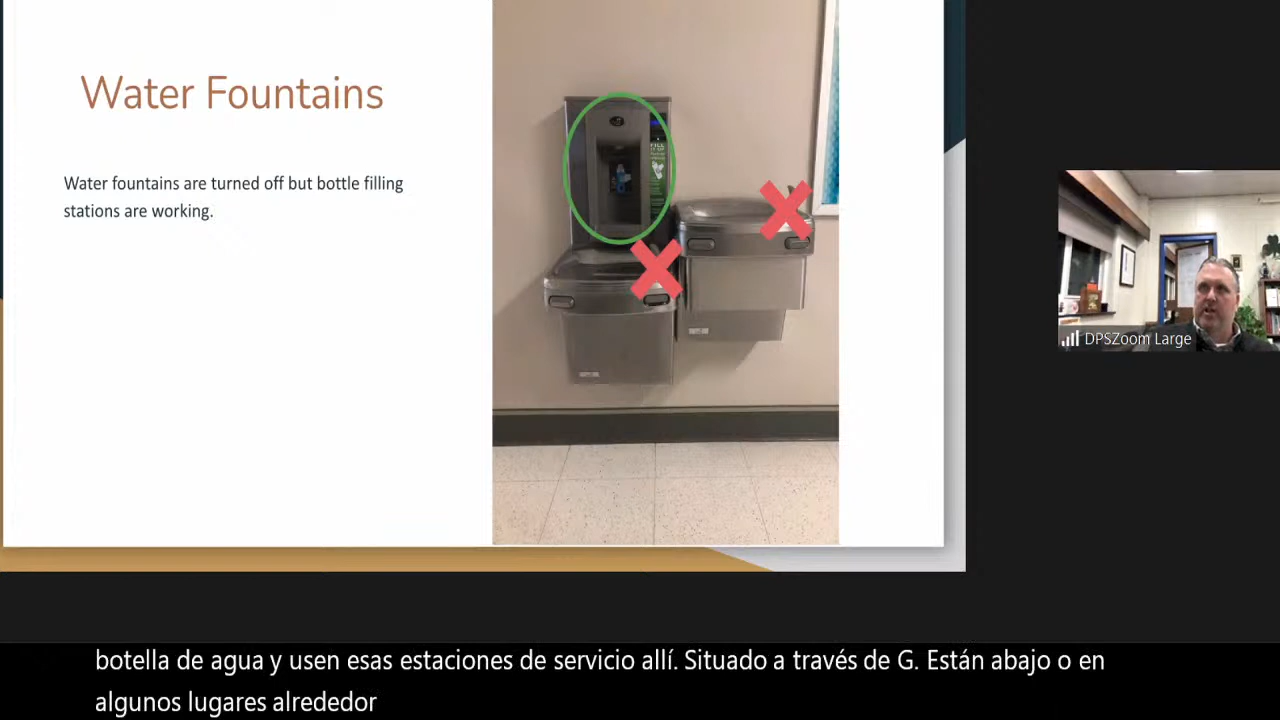 Water Fountains
Water fountains are turned off but bottle filling
stations are working.
DPSZoom Large
botella de agua y usen esas estaciones de servicio allí. Situado a través de G. Están abajo o en
algunos lugares alrededor